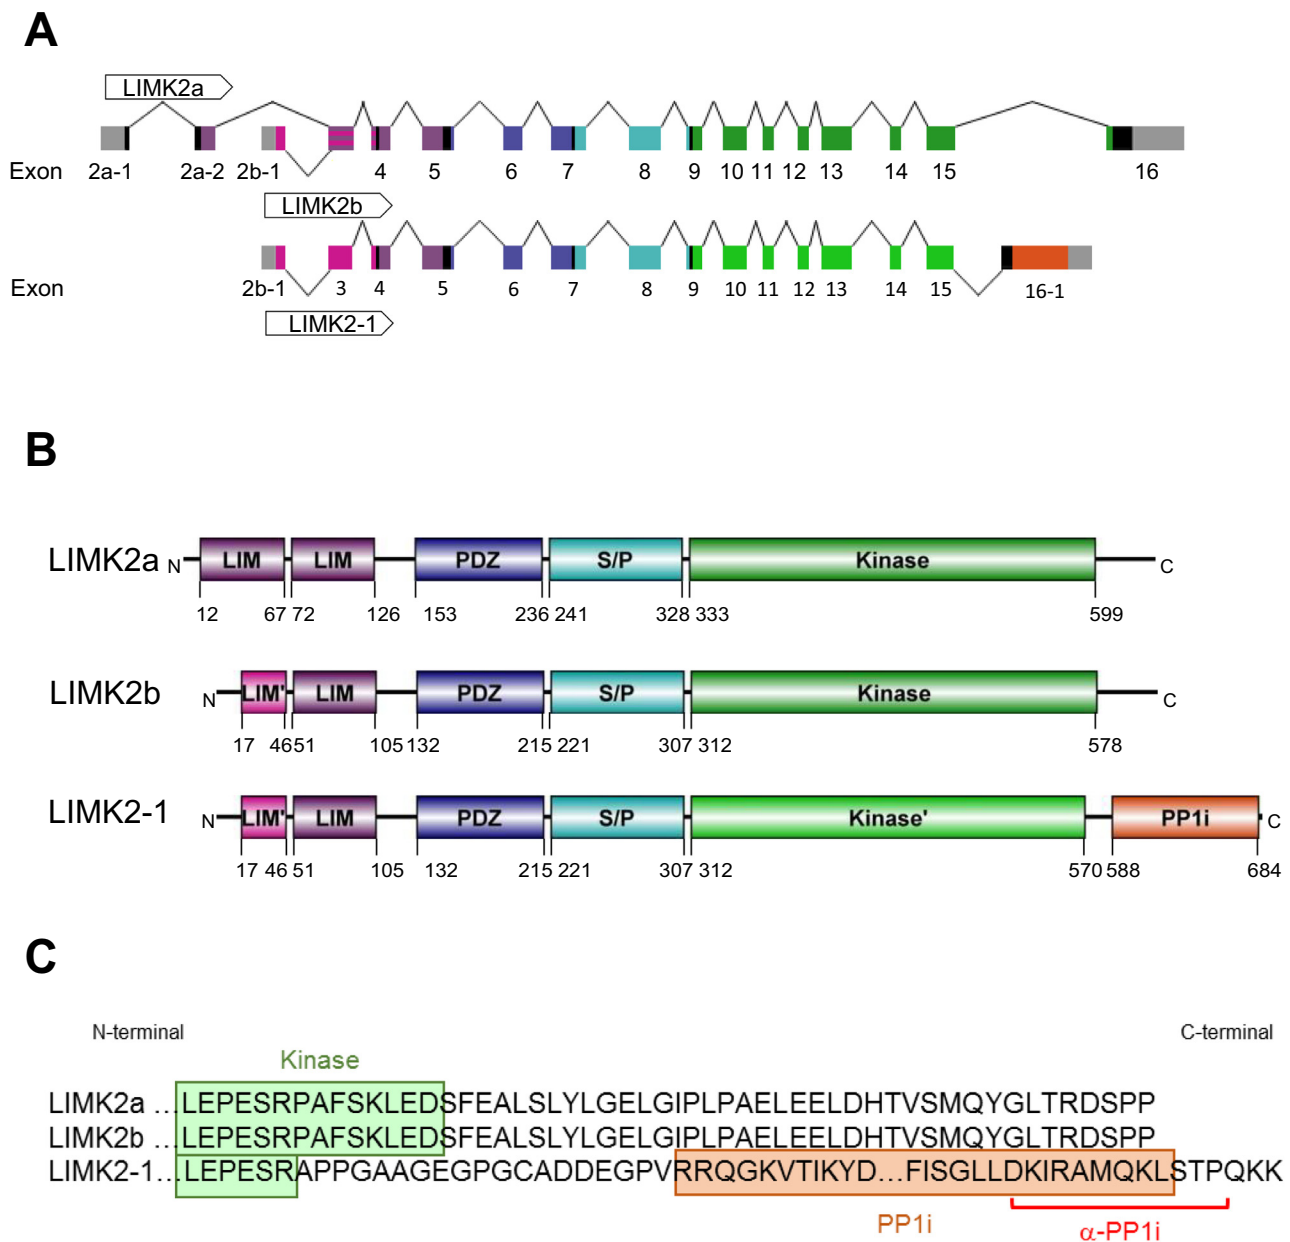 A
LIMK2a
Exon 2a-1 2a-2 2b-1 4 5 6 7 8 9 10 11 12 13 14 15 16
LIMK2b
Exon 2b-1 3 4 5 6 7 8 9 10 11 12 13 14 15 16-1
LIMK2-1
B
LIMK2a N LIM LIM PDZ S/P Kinase C
12 67 72 126 153 236 241 328 333 599
LIMK2b N LIM' LIM PDZ S/P Kinase C
17 46 51 105 132 215 221 307 312 578
LIMK2-1 N LIM' LIM PDZ S/P Kinase' PP1i C
17 46 51 105 132 215 221 307 312 570 588 684
C
N-terminal C-terminal
Kinase
LIMK2a ...LEPESRPAFSKLEDSFEALSLYLGELGIPLPAELEELDHTVSMQYGLTRDSPP
LIMK2b ...LEPESRPAFSKLEDSFEALSLYLGELGIPLPAELEELDHTVSMQYGLTRDSPP
LIMK2-1...LEPESRAPPGAAGEGPGCADDEGPVRRQGKVTIKYD...FISGLLDKIRAMQKLSTPQKK
PP1i α-PP1i